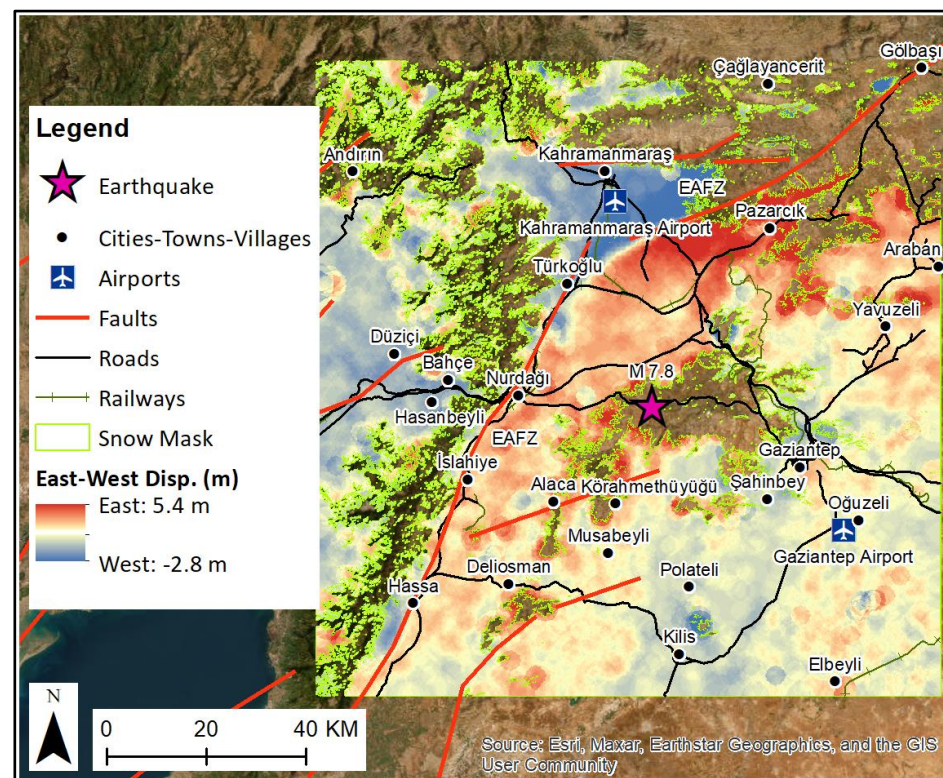 Legend
Earthquake
Cities-Towns-Villages
Airports
Faults
Roads
Railways
Snow Mask
East-West Disp. (m)
East: 5.4 m
West: -2.8 m
Gölbaşı
Çağlayancerit
Andırın
Kahramanmaraş
EAFZ
Pazarcık
Kahramanmaraş Airport
Araban
Türkoğlu
Yavuzeli
Düziçi
Bahçe
Nurdağı
M 7.8
Hasanbeyli
EAFZ
Gaziantep
İslahiye
Alaca
Körahmethüyüğü
Şahinbey
Oğuzeli
Musabeyli
Gaziantep Airport
Deliosman
Polateli
Hassa
Kilis
Elbeyli
N
0 20 40 KM
Source: Esri, Maxar, Earthstar Geographics, and the GIS
User Community